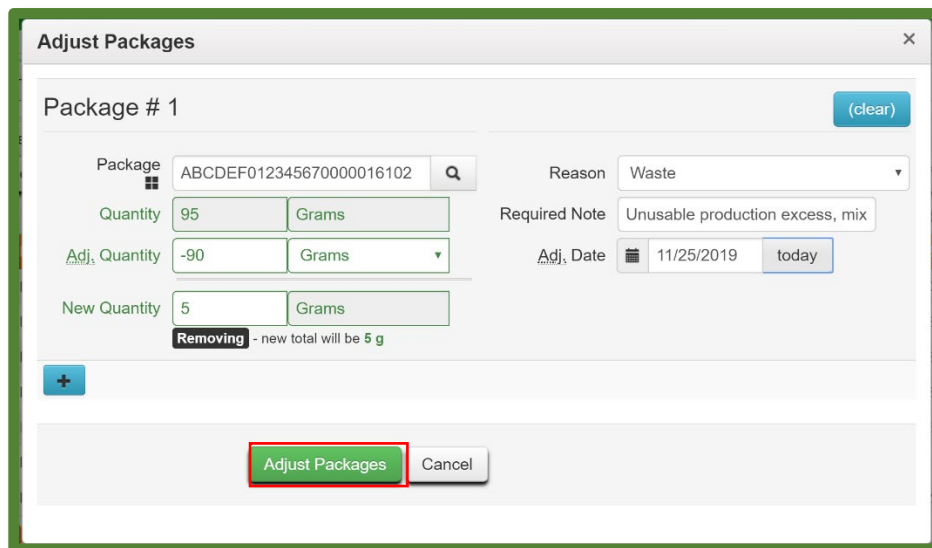 Adjust Packages ×
Package # 1 (clear)
Package ABCDEF012345670000016102
Reason Waste
Quantity 95 Grams
Required Note Unusable production excess, mix
Adj. Quantity -90 Grams
Adj. Date 11/25/2019 today
New Quantity 5 Grams
Removing - new total will be 5 g
+
Adjust Packages Cancel